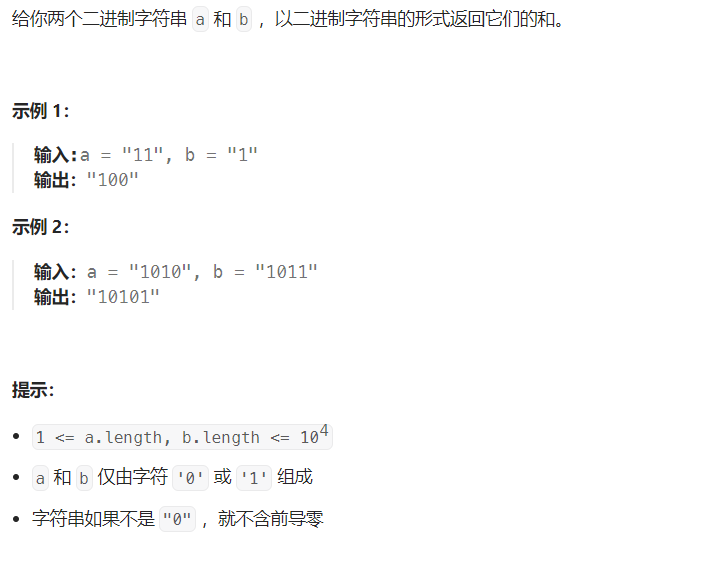 给你两个二进制字符串 a 和 b ，以二进制字符串的形式返回它们的和。
示例 1：
输入:a = "11", b = "1"
输出："100"
示例 2：
输入：a = "1010", b = "1011"
输出："10101"
提示：
• 1 <= a.length, b.length <= 10⁴
• a 和 b 仅由字符 '0' 或 '1' 组成
• 字符串如果不是 "0" ，就不含前导零